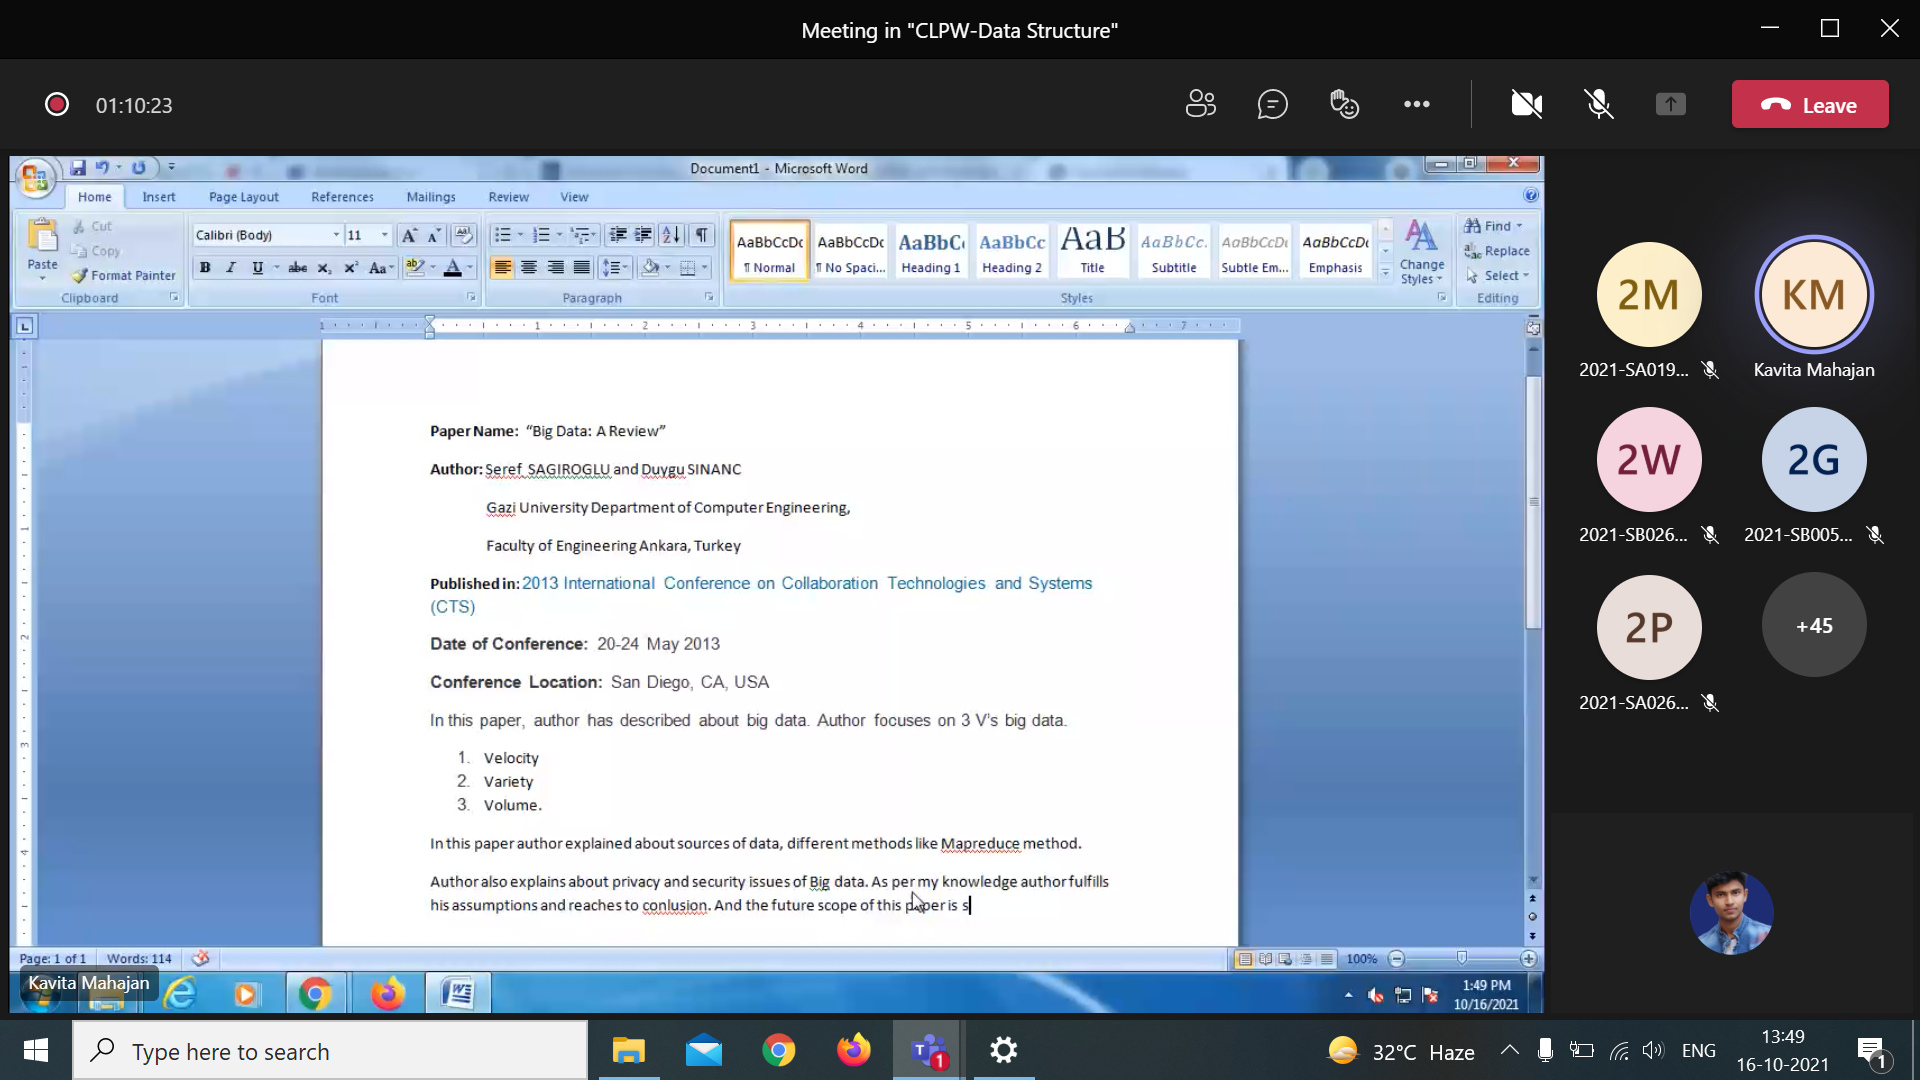 Meeting in "CLPW-Data Structure"
01:10:23
Leave
Document1 - Microsoft Word
Home Insert Page Layout References Mailings Review View
Paste
Cut
Copy
Format Painter
Clipboard
Calibri (Body) 11
Font
Paragraph
AaBbCcDc AaBbCcDc AaBbC AaBbCc AaB AaBbCc. AaBbCcDc AaBbCcDc
¶ Normal ¶ No Spaci... Heading 1 Heading 2 Title Subtitle Subtle Em... Emphasis
Change Styles
Styles
Find
Replace
Select
Editing
Paper Name: “Big Data: A Review”
Author: Seref SAGIROGLU and Duygu SINANC
Gazi University Department of Computer Engineering,
Faculty of Engineering Ankara, Turkey
Published in: 2013 International Conference on Collaboration Technologies and Systems
(CTS)
Date of Conference: 20-24 May 2013
Conference Location: San Diego, CA, USA
In this paper, author has described about big data. Author focuses on 3 V's big data.
1. Velocity
2. Variety
3. Volume.
In this paper author explained about sources of data, different methods like Mapreduce method.
Author also explains about privacy and security issues of Big data. As per my knowledge author fulfills
his assumptions and reaches to conlusion. And the future scope of this paper is s
Page: 1 of 1 Words: 114
100%
Kavita Mahajan
1:49 PM
10/16/2021
2M
2021-SA019...
KM
Kavita Mahajan
2W
2021-SB026...
2G
2021-SB005...
2P
2021-SA026...
+45
Type here to search
1
32°C Haze
ENG
13:49
16-10-2021
1